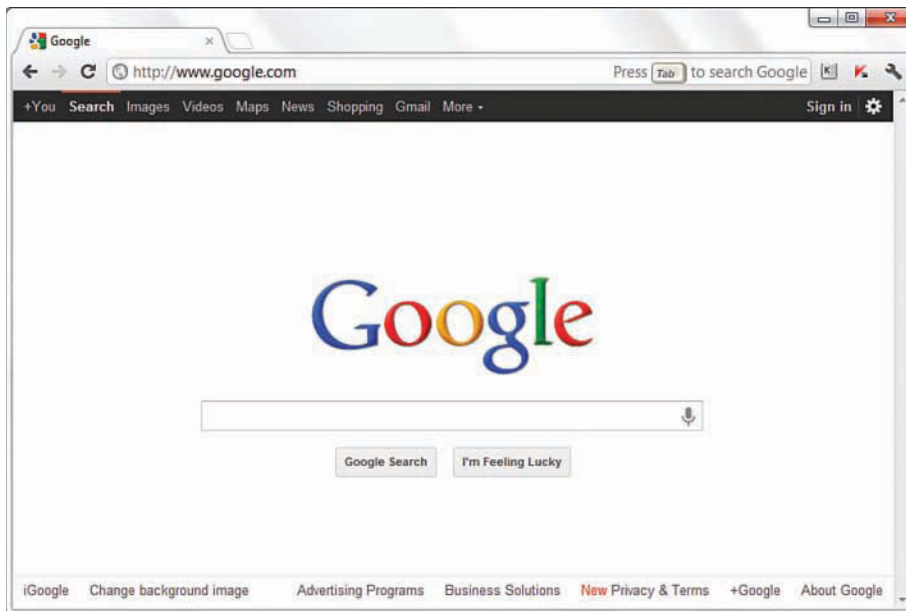 Google
http://www.google.com Press Tab to search Google
+You Search Images Videos Maps News Shopping Gmail More Sign in
Google
Google Search I'm Feeling Lucky
iGoogle Change background image Advertising Programs Business Solutions New Privacy & Terms +Google About Google